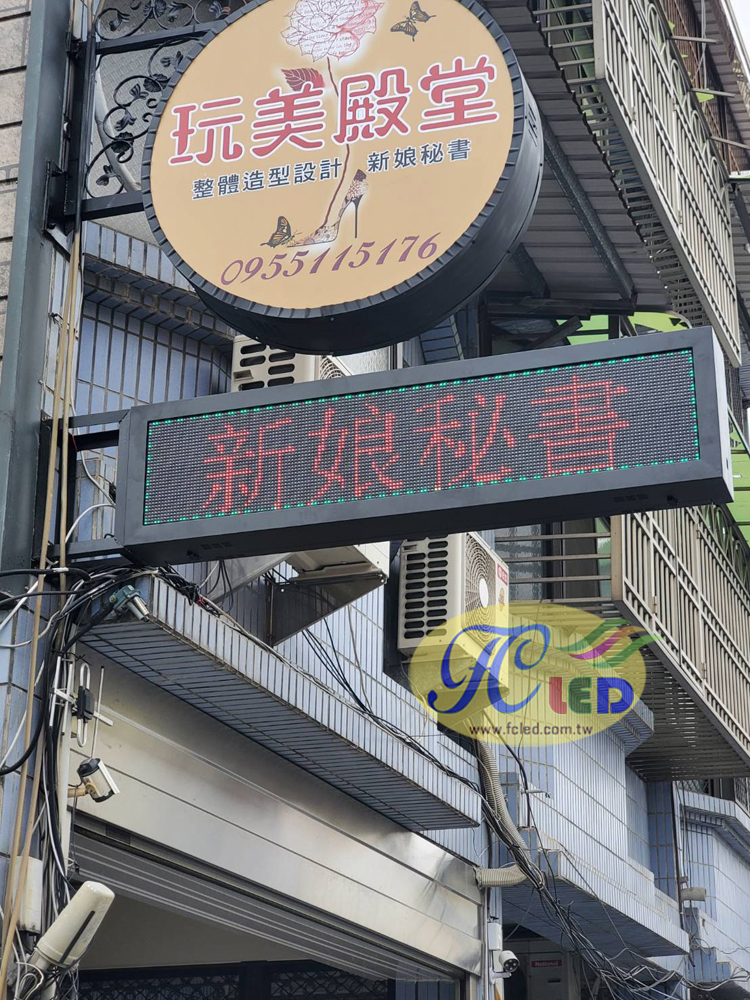 玩美殿堂
整體造型設計 新娘秘書
0955115176
新娘秘書
FC LED
www.fcled.com.tw